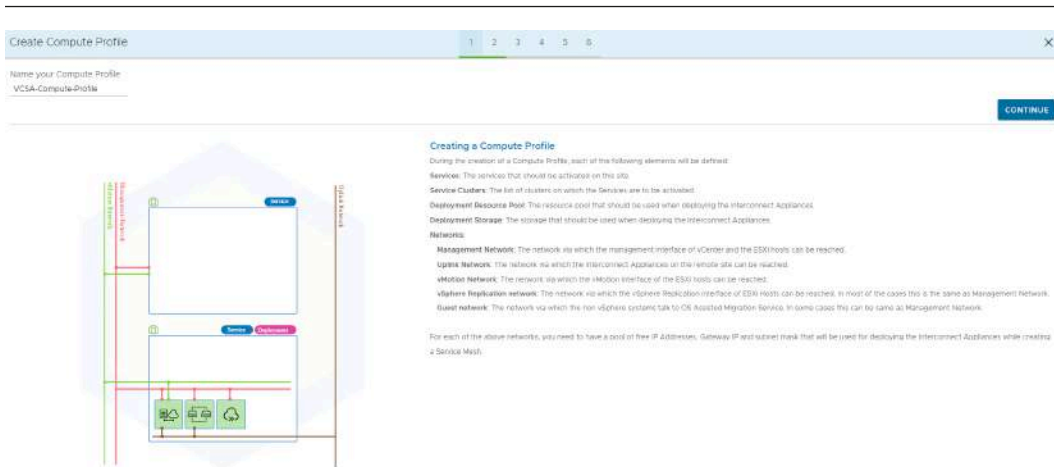 Create Compute Profile
1 2 3 4 5 6
Name your Compute Profile
VCSA-Compute-Profile
CONTINUE
Creating a Compute Profile
During the creation of a Compute Profile, each of the following elements will be defined:
Services: The services that should be activated on this site.
Service Clusters: The list of clusters on which the Services are to be activated.
Deployment Resource Pool: The resource pool that should be used when deploying the Interconnect Appliances.
Deployment Storage: The storage that should be used when deploying the Interconnect Appliances.
Networks:
Management Network: The network via which the management interface of vCenter and the ESXi hosts can be reached.
Uplink Network: The network via which the Interconnect Appliances on the remote site can be reached.
vMotion Network: The network via which the vMotion interface of the ESXi hosts can be reached.
vSphere Replication network: The network via which the vSphere Replication interface of ESXi Hosts can be reached. In most of the cases this is the same as Management Network.
Guest network: The network via which the non vSphere systems talk to OS Assisted Migration Service. In some cases this can be same as Management Network.
For each of the above networks, you need to have a pool of free IP Addresses, Gateway IP and subnet mask that will be used for deploying the Interconnect Appliances while creating
a Service Mesh.
vMotion Network
Management Network
Uplink Network
Service
Service
Deployment